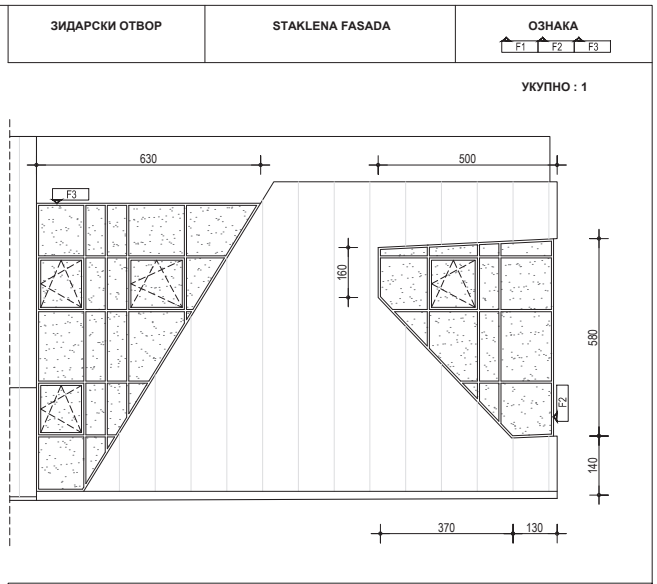 ЗИДАРСКИ ОТВОР
STAKLENA FASADA
ОЗНАКА
F1 F2 F3
УКУПНО : 1
630
500
F3
160
580
F2
140
370
130